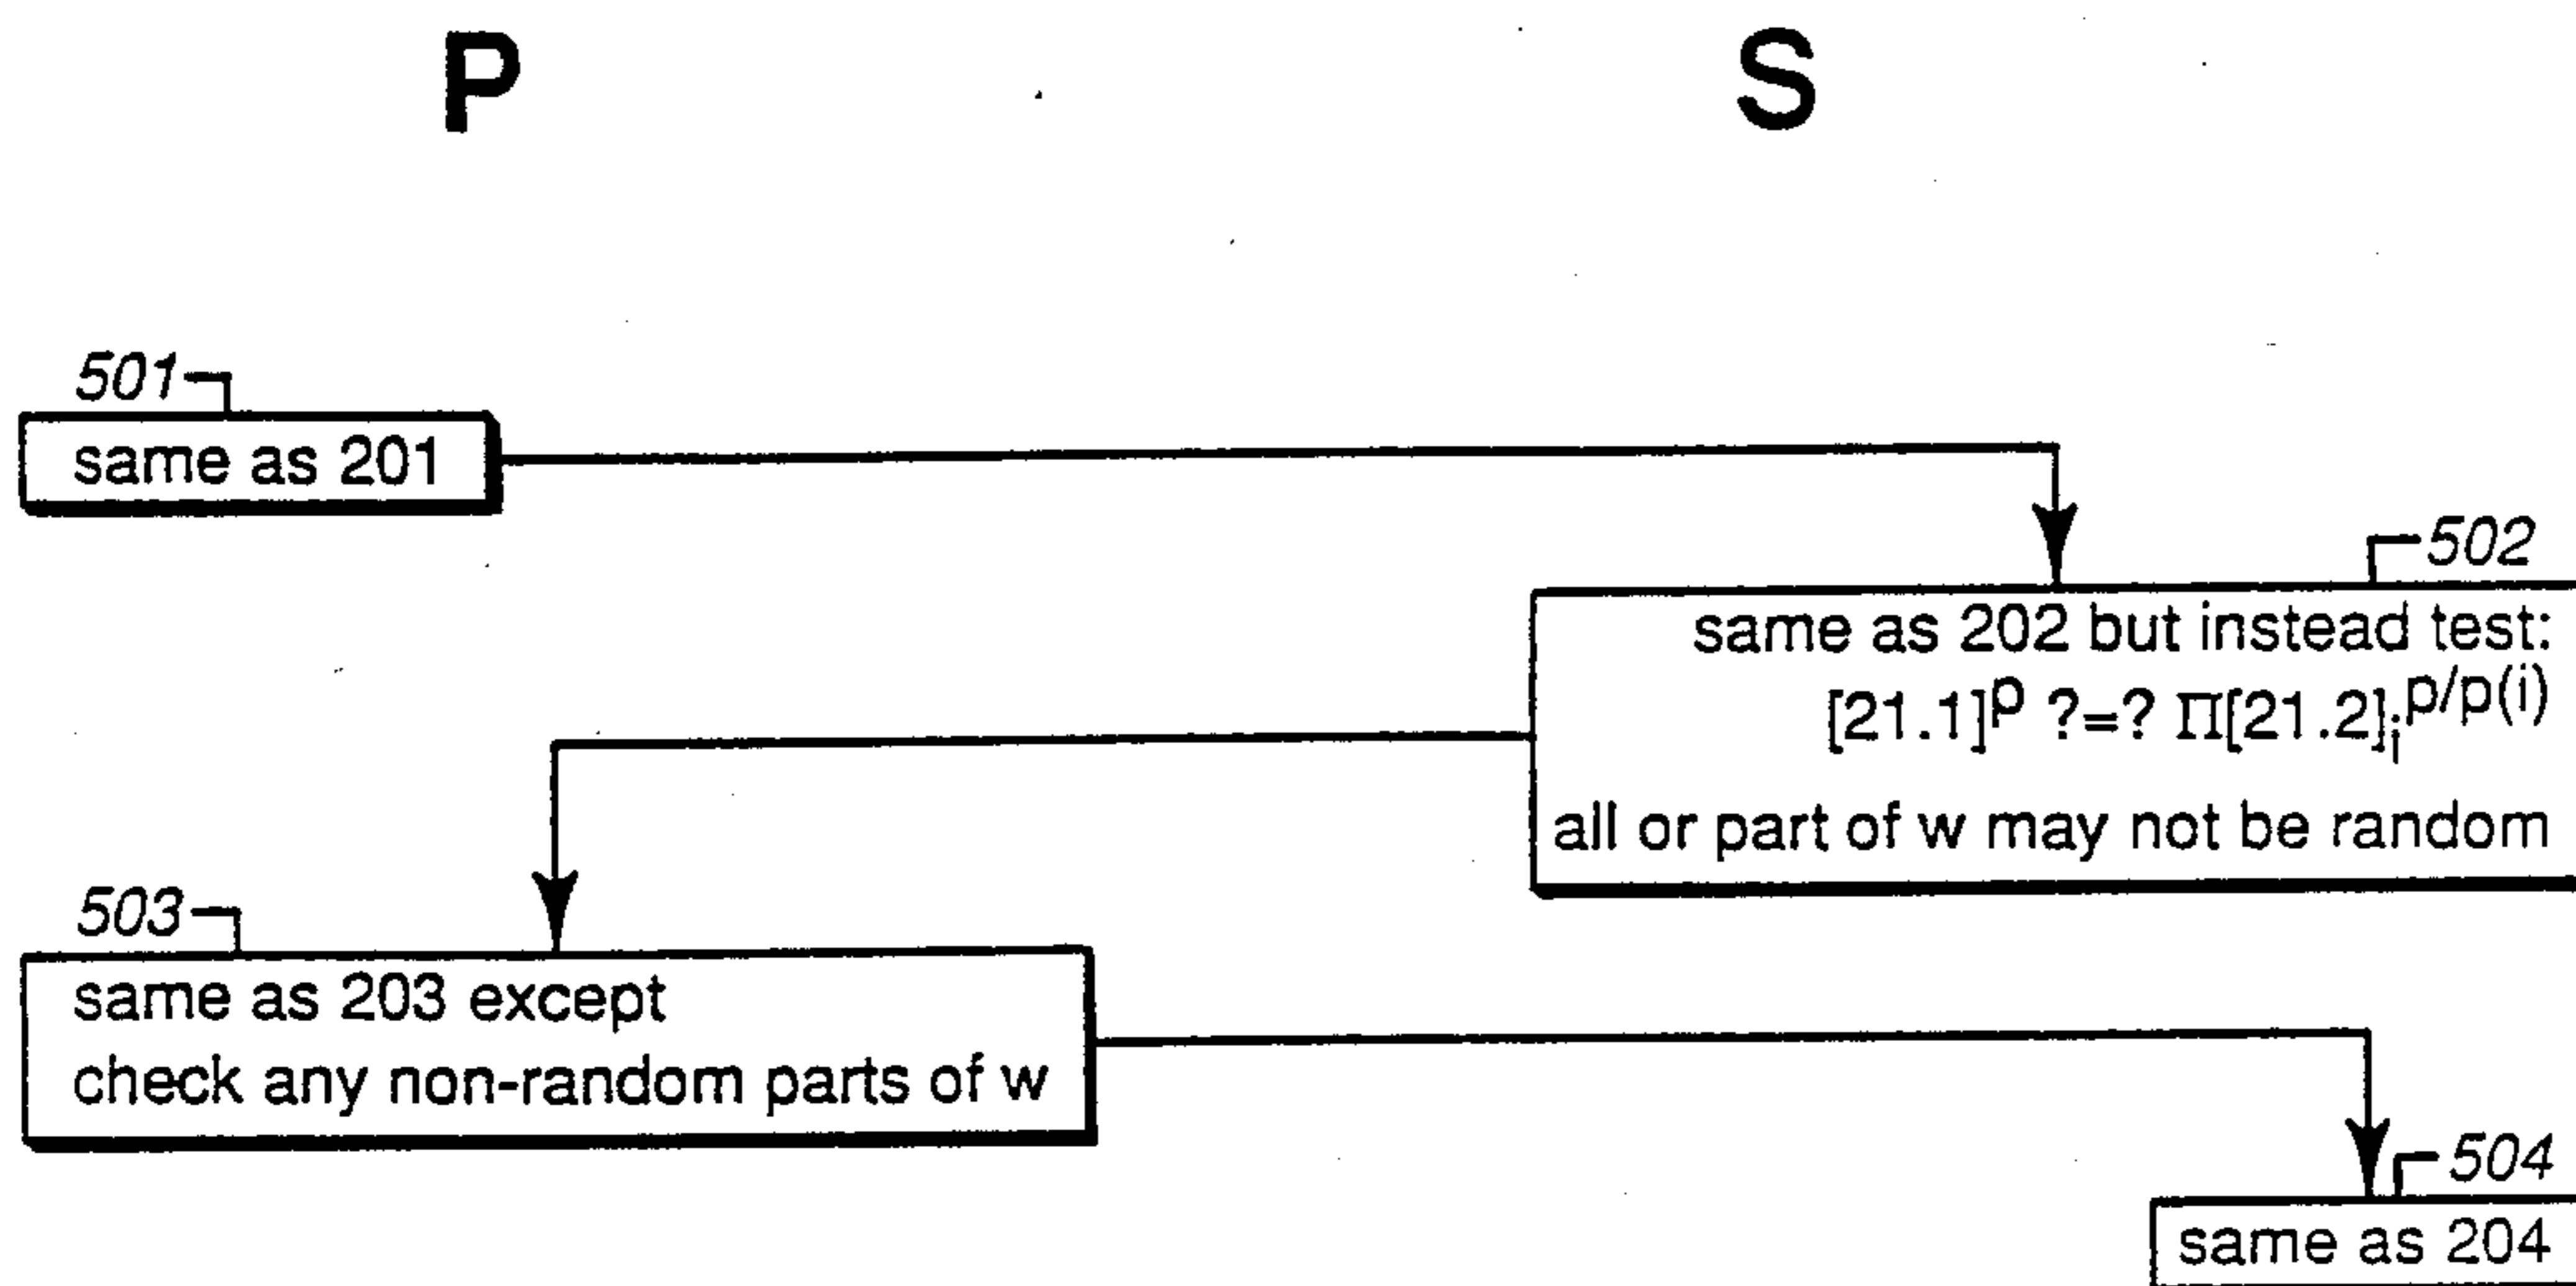 P
S
501
same as 201
502
same as 202 but instead test:
[21.1]^p ?=? Π[21.2]_i^p/p(i)
all or part of w may not be random
503
same as 203 except
check any non-random parts of w
504
same as 204